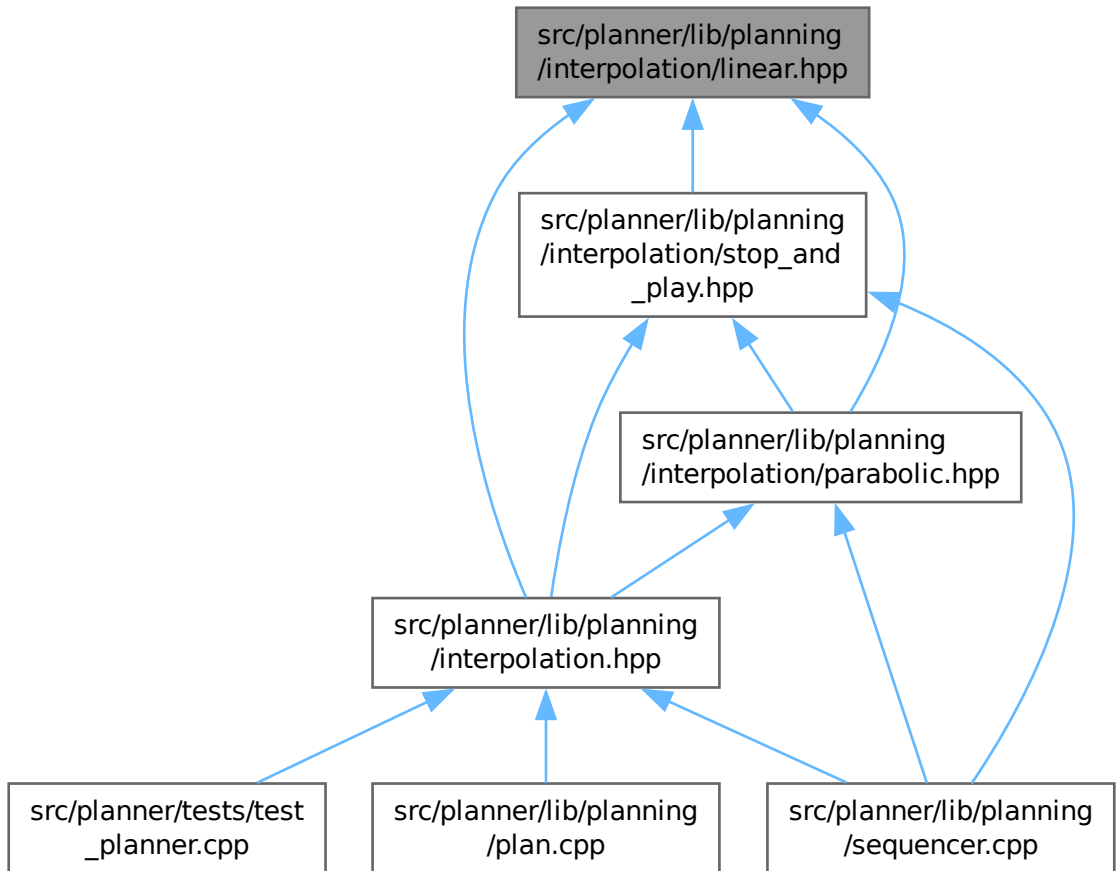 src/planner/lib/planning
/interpolation/linear.hpp
src/planner/lib/planning
/interpolation/stop_and
_play.hpp
src/planner/lib/planning
/interpolation/parabolic.hpp
src/planner/lib/planning
/interpolation.hpp
src/planner/tests/test
_planner.cpp
src/planner/lib/planning
/plan.cpp
src/planner/lib/planning
/sequencer.cpp